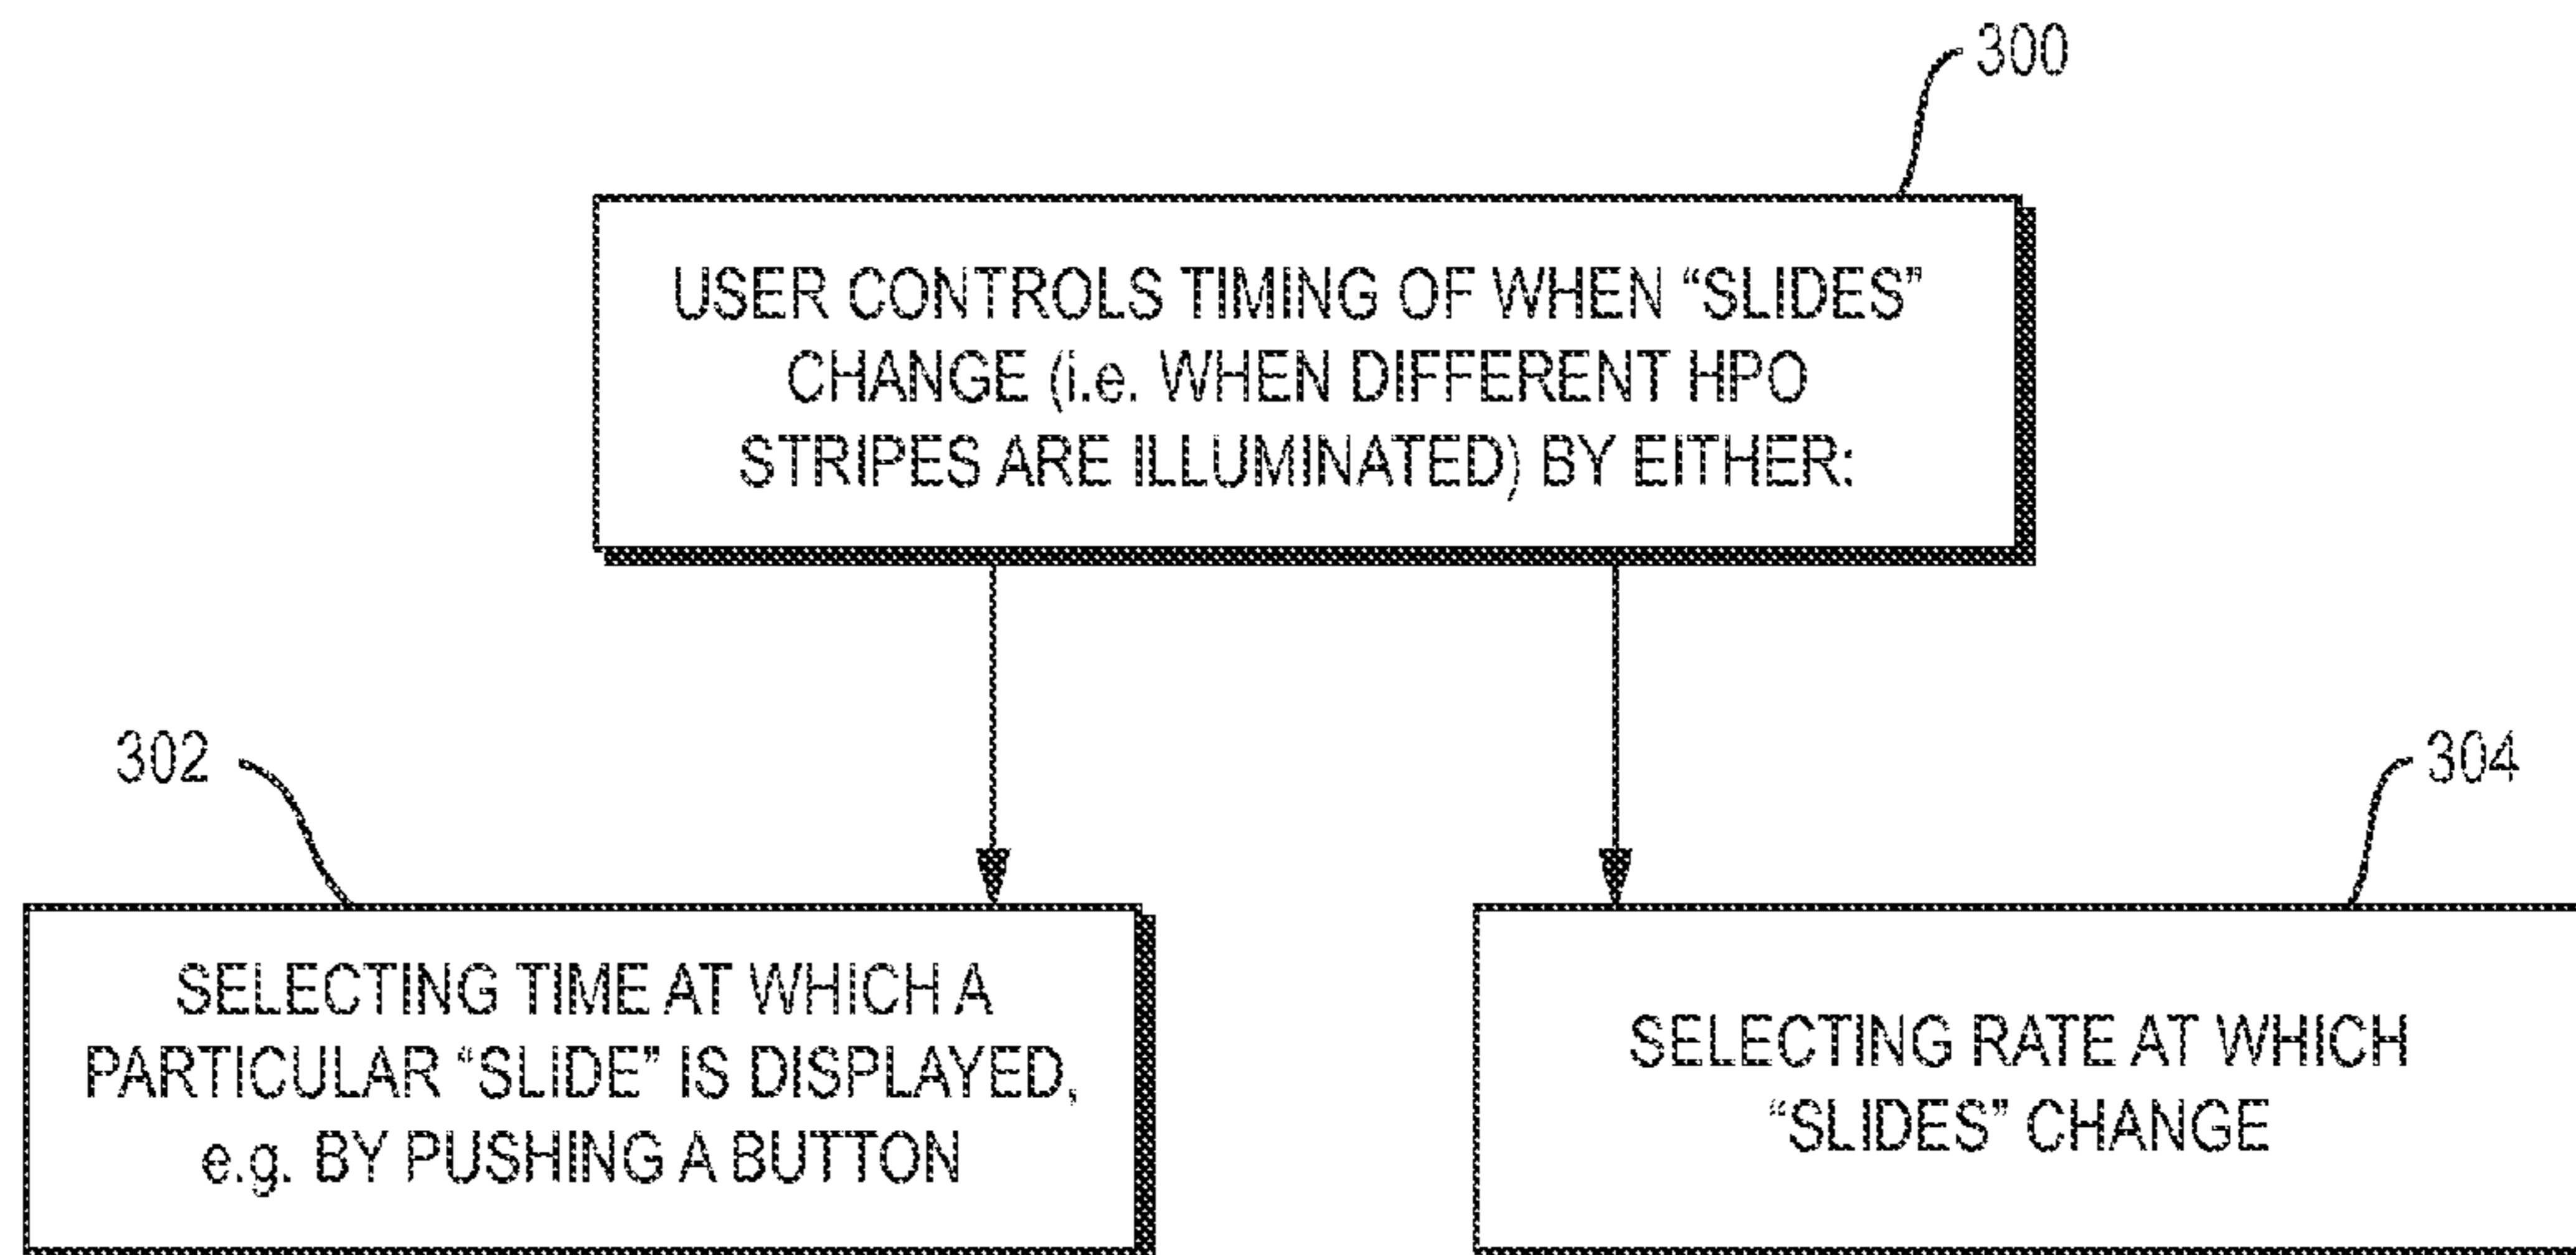 300
USER CONTROLS TIMING OF WHEN “SLIDES”
CHANGE (i.e. WHEN DIFFERENT HPO
STRIPES ARE ILLUMINATED) BY EITHER:
302
304
SELECTING TIME AT WHICH A
PARTICULAR “SLIDE” IS DISPLAYED,
e.g. BY PUSHING A BUTTON
SELECTING RATE AT WHICH
“SLIDES” CHANGE